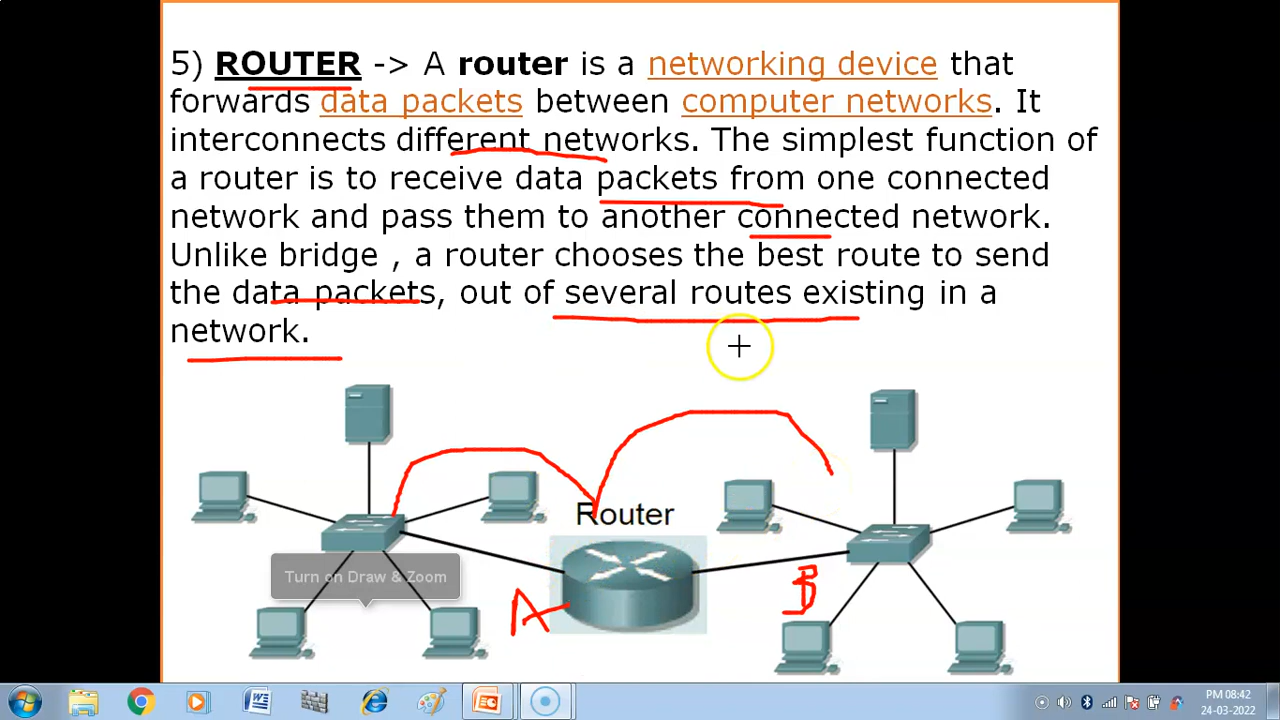 5) ROUTER -> A router is a networking device that
forwards data packets between computer networks. It
interconnects different networks. The simplest function of
a router is to receive data packets from one connected
network and pass them to another connected network.
Unlike bridge , a router chooses the best route to send
the data packets, out of several routes existing in a
network.
Router
Turn on Draw & Zoom
A
B
PM 08:42
24-03-2022